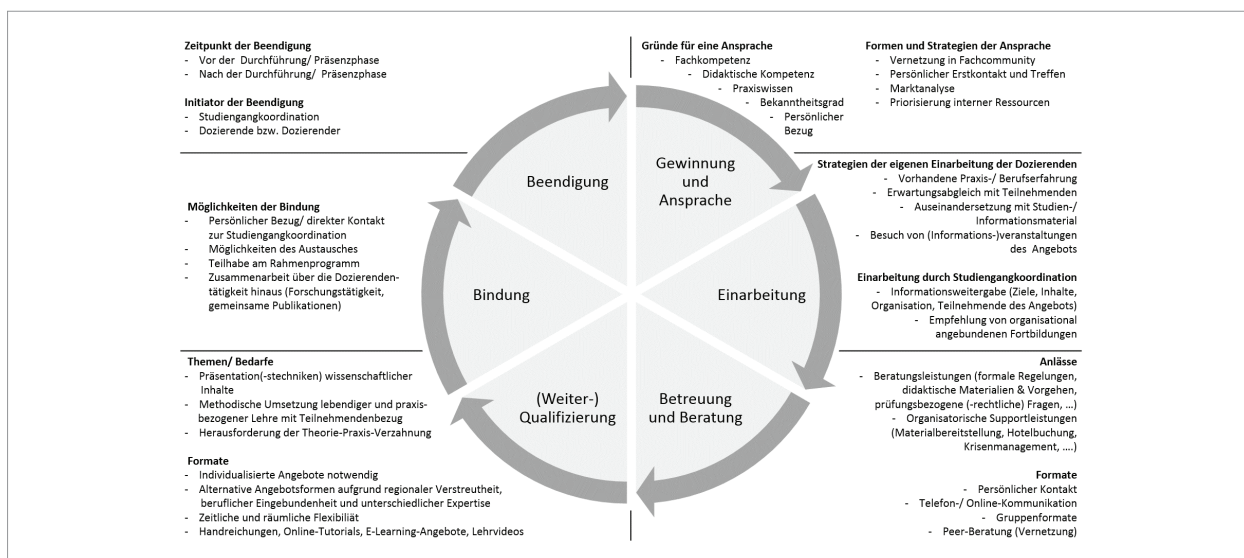 Zeitpunkt der Beendigung
- Vor der Durchführung/ Präsenzphase
- Nach der Durchführung/ Präsenzphase
Initiator der Beendigung
- Studiengangkoordination
- Dozierende bzw. Dozierender
Gründe für eine Ansprache
- Fachkompetenz
- Didaktische Kompetenz
- Praxiswissen
- Bekanntheitsgrad
- Persönlicher
Bezug
Formen und Strategien der Ansprache
- Vernetzung in Fachcommunity
- Persönlicher Erstkontakt und Treffen
- Marktanalyse
- Priorisierung interner Ressourcen
Beendigung
Gewinnung
und
Ansprache
Strategien der eigenen Einarbeitung der Dozierenden
- Vorhandene Praxis-/ Berufserfahrung
- Erwartungsabgleich mit Teilnehmenden
- Auseinandersetzung mit Studien-/
Informationsmaterial
- Besuch von (Informations-)veranstaltungen
des Angebots
Einarbeitung durch Studiengangkoordination
- Informationsweitergabe (Ziele, Inhalte,
Organisation, Teilnehmende des Angebots)
- Empfehlung von organisational
angebundenen Fortbildungen
Möglichkeiten der Bindung
- Persönlicher Bezug/ direkter Kontakt
zur Studiengangkoordination
- Möglichkeiten des Austausches
- Teilhabe am Rahmenprogramm
- Zusammenarbeit über die Dozierenden-
tätigkeit hinaus (Forschungstätigkeit,
gemeinsame Publikationen)
Bindung
Einarbeitung
Themen/ Bedarfe
- Präsentation(-stechniken) wissenschaftlicher
Inhalte
- Methodische Umsetzung lebendiger und praxis-
bezogener Lehre mit Teilnehmendenbezug
- Herausforderung der Theorie-Praxis-Verzahnung
Formate
- Individualisierte Angebote notwendig
- Alternative Angebotsformen aufgrund regionaler Verstreutheit,
beruflicher Eingebundenheit und unterschiedlicher Expertise
- Zeitliche und räumliche Flexibiliät
- Handreichungen, Online-Tutorials, E-Learning-Angebote, Lehrvideos
(Weiter-)
Qualifizierung
Betreuung
und Beratung
Anlässe
- Beratungsleistungen (formale Regelungen,
didaktische Materialien & Vorgehen,
prüfungsbezogene (-rechtliche) Fragen, ...)
- Organisatorische Supportleistungen
(Materialbereitstellung, Hotelbuchung,
Krisenmanagement, ....)
Formate
- Persönlicher Kontakt
- Telefon-/ Online-Kommunikation
- Gruppenformate
- Peer-Beratung (Vernetzung)